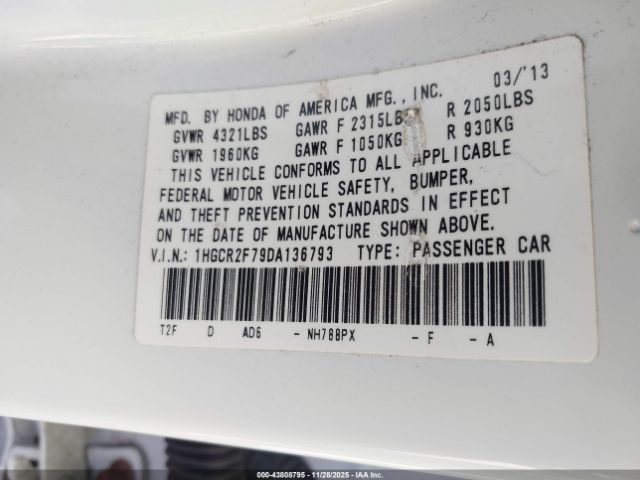 MFD. BY HONDA OF AMERICA MFG., INC. 03/'13
GVWR 4321LBS GAWR F 2315LBS R 2050LBS
GVWR 1960KG GAWR F 1050KG R 930KG
THIS VEHICLE CONFORMS TO ALL APPLICABLE
FEDERAL MOTOR VEHICLE SAFETY, BUMPER,
AND THEFT PREVENTION STANDARDS IN EFFECT
ON THE DATE OF MANUFACTURE SHOWN ABOVE.
V.I.N.: 1HGCR2F79DA136793 TYPE: PASSENGER CAR
T2F D AD6 - NH788PX - F - A
000-43808795 - 11/28/2025 - IAA Inc.